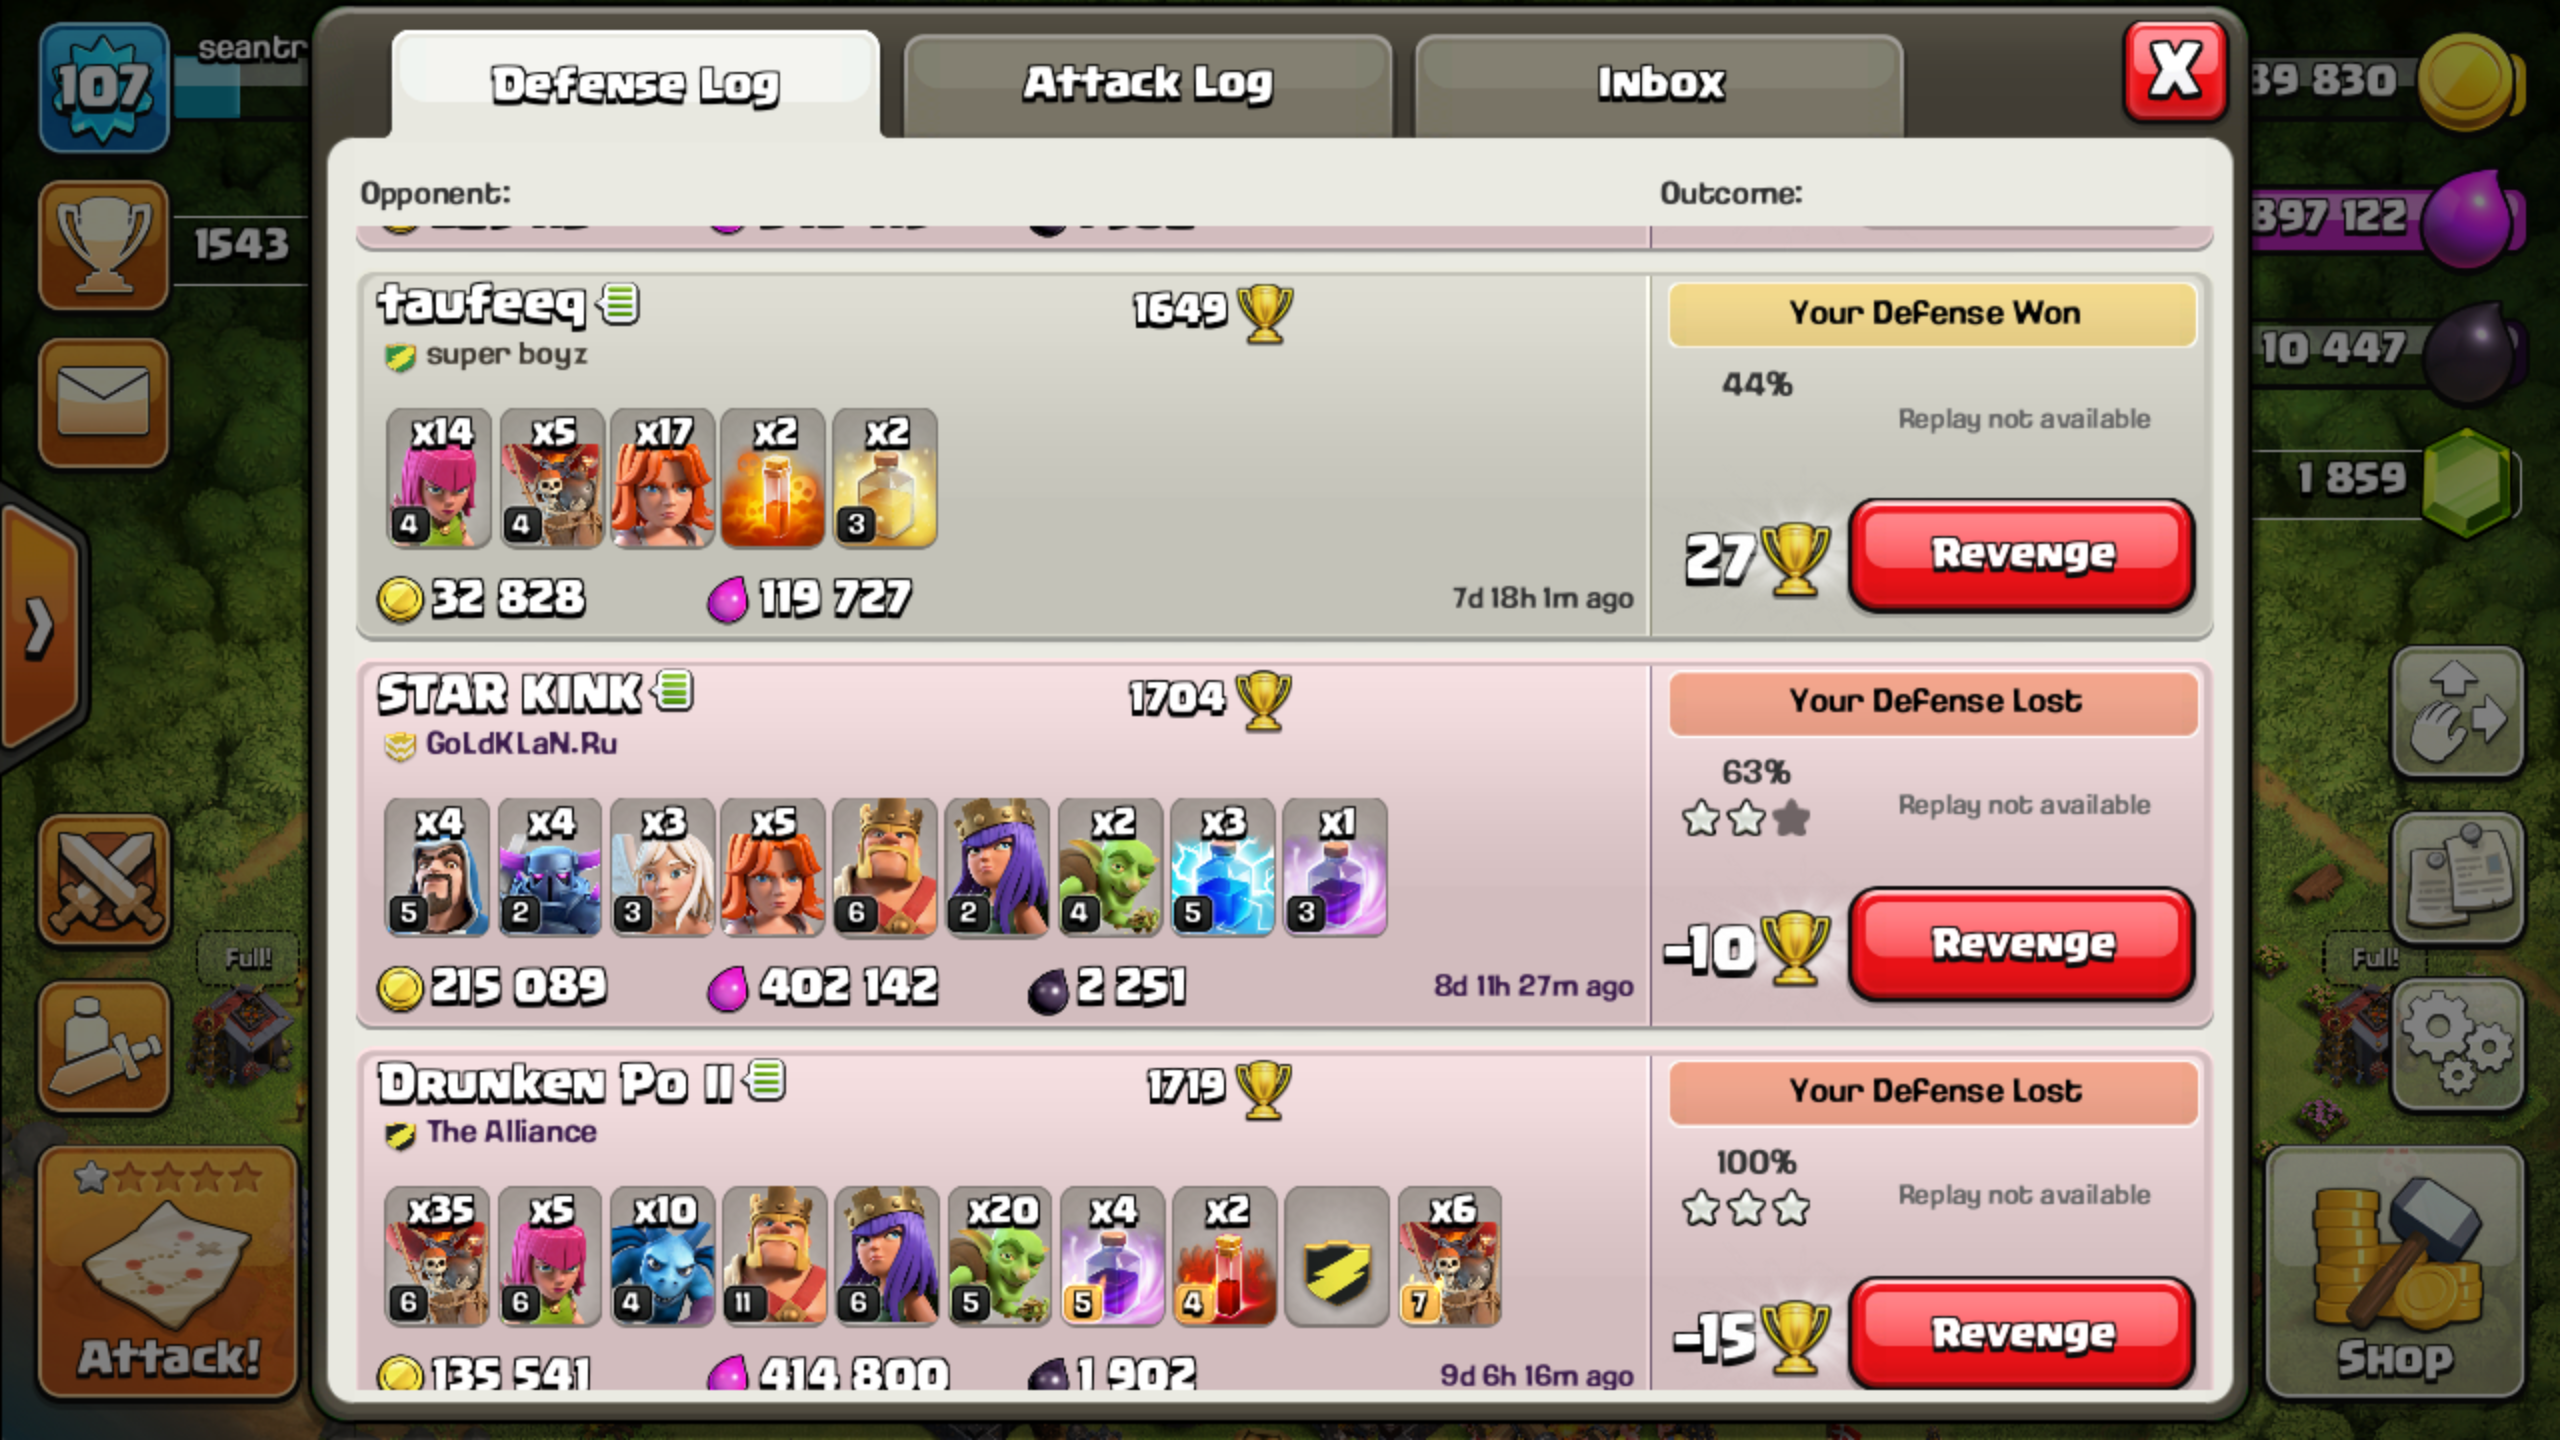 107
seantr
Defense Log
Attack Log
Inbox
X
39 830
1543
Opponent:
Outcome:
897 122
taufeeq
1649
super boyz
Your Defense Won
44%
Replay not available
10 447
x14 x5 x17 x2 x2
4 4 3
1 859
27
Revenge
32 828
119 727
7d 18h 1m ago
STAR KINK
1704
GoLdKLaN.Ru
Your Defense Lost
63%
Replay not available
x4 x4 x3 x5 x2 x3 x1
5 2 3 6 2 4 5 3
-10
Revenge
215 089
402 142
2 251
8d 11h 27m ago
Full!
Full!
Drunken Po II
1719
The Alliance
Your Defense Lost
100%
Replay not available
x35 x5 x10 x20 x4 x2 x6
6 6 4 11 6 5 5 4 7
-15
Revenge
135 541
414 800
1 902
9d 6h 16m ago
Attack!
Shop